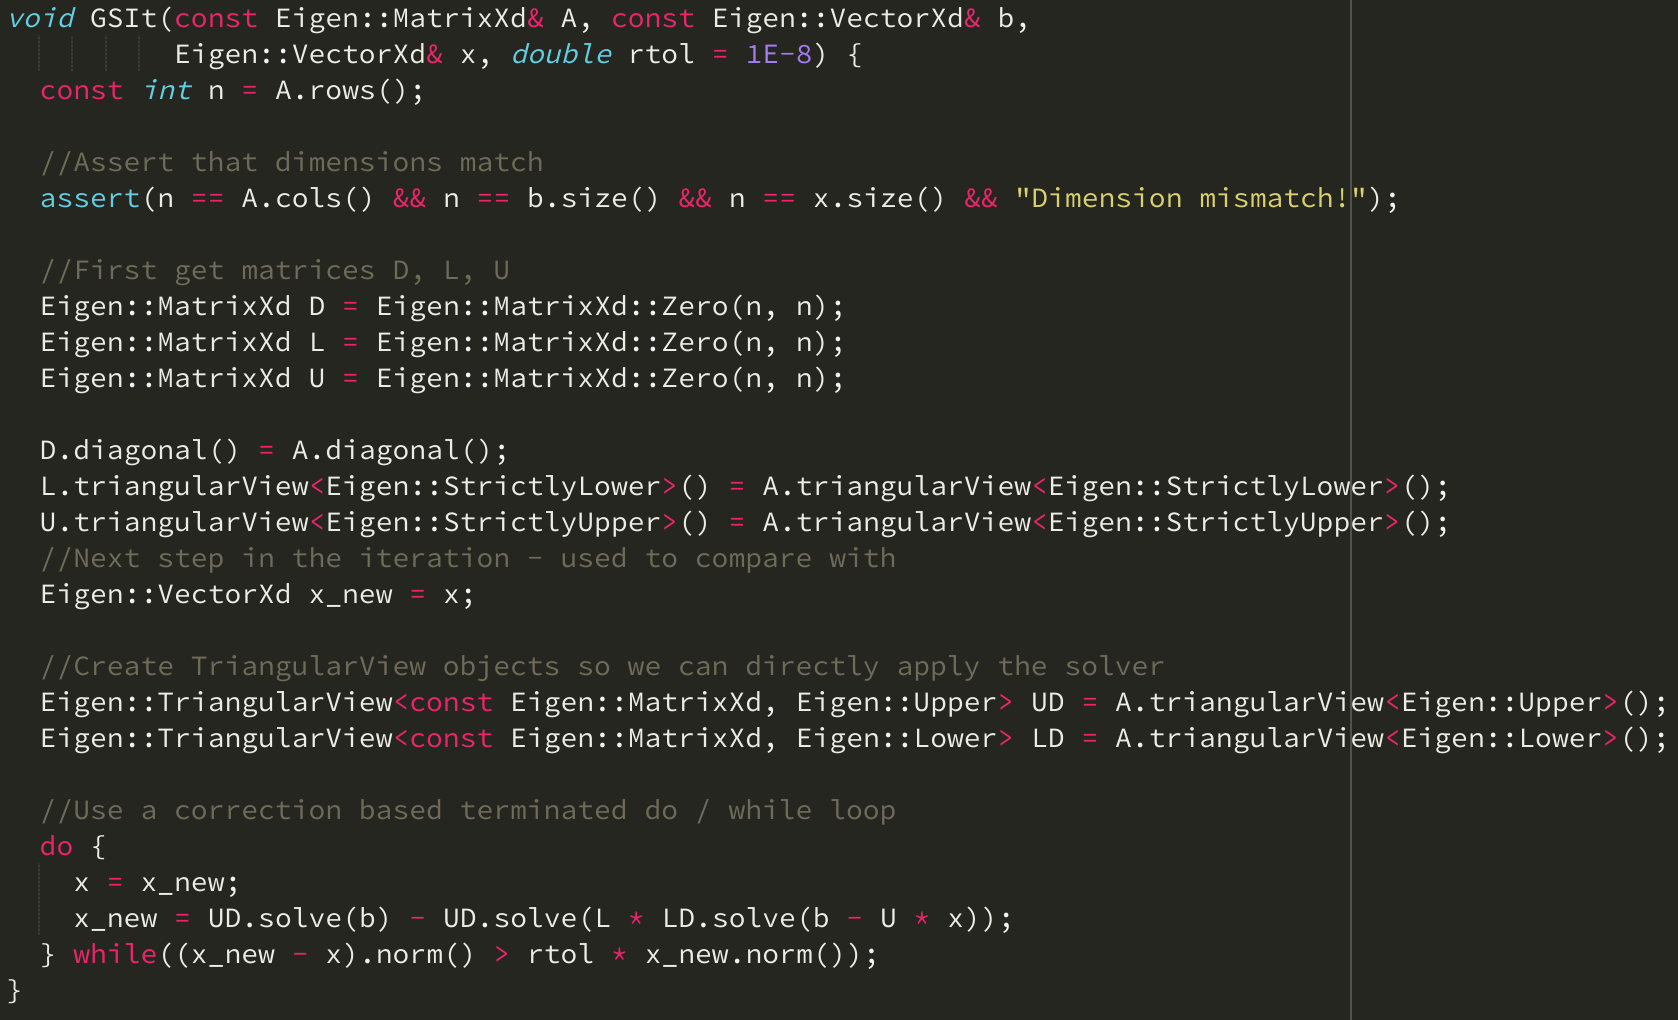 void GSIt(const Eigen::MatrixXd& A, const Eigen::VectorXd& b,
          Eigen::VectorXd& x, double rtol = 1E-8) {
  const int n = A.rows();

  //Assert that dimensions match
  assert(n == A.cols() && n == b.size() && n == x.size() && "Dimension mismatch!");

  //First get matrices D, L, U
  Eigen::MatrixXd D = Eigen::MatrixXd::Zero(n, n);
  Eigen::MatrixXd L = Eigen::MatrixXd::Zero(n, n);
  Eigen::MatrixXd U = Eigen::MatrixXd::Zero(n, n);

  D.diagonal() = A.diagonal();
  L.triangularView<Eigen::StrictlyLower>() = A.triangularView<Eigen::StrictlyLower>();
  U.triangularView<Eigen::StrictlyUpper>() = A.triangularView<Eigen::StrictlyUpper>();
  //Next step in the iteration - used to compare with
  Eigen::VectorXd x_new = x;

  //Create TriangularView objects so we can directly apply the solver
  Eigen::TriangularView<const Eigen::MatrixXd, Eigen::Upper> UD = A.triangularView<Eigen::Upper>();
  Eigen::TriangularView<const Eigen::MatrixXd, Eigen::Lower> LD = A.triangularView<Eigen::Lower>();

  //Use a correction based terminated do / while loop
  do {
    x = x_new;
    x_new = UD.solve(b) - UD.solve(L * LD.solve(b - U * x));
  } while((x_new - x).norm() > rtol * x_new.norm());
}